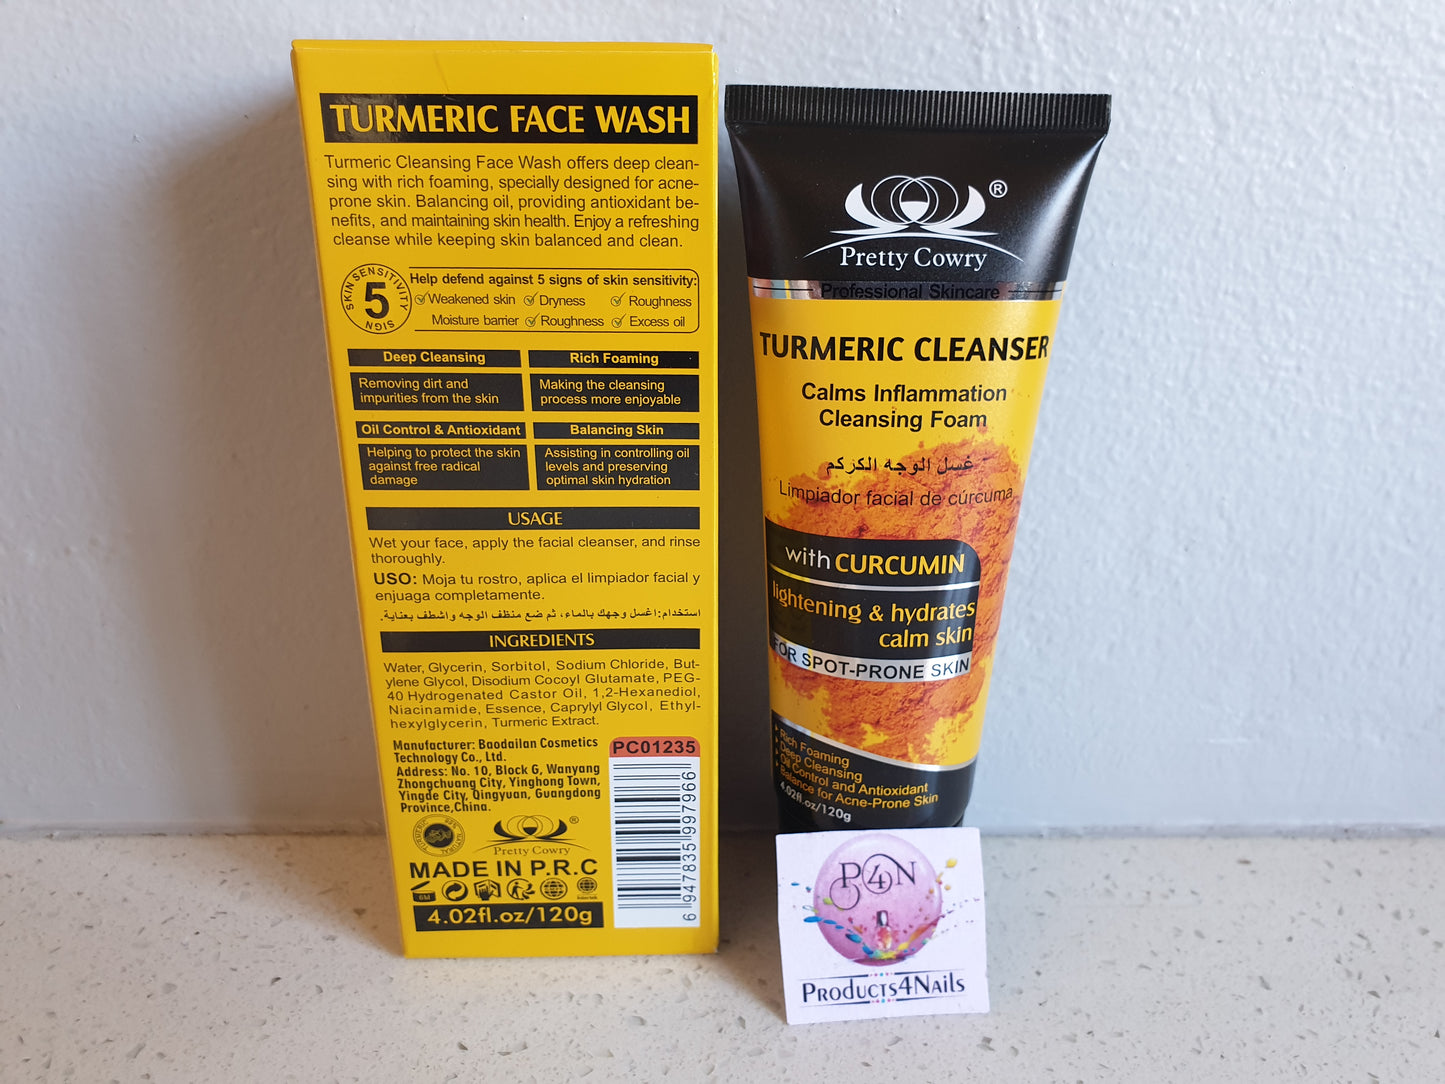 TURMERIC FACE WASH
Turmeric Cleansing Face Wash offers deep clean-
sing with rich foaming, specially designed for acne-
prone skin. Balancing oil, providing antioxidant be-
nefits, and maintaining skin health. Enjoy a refreshing
cleanse while keeping skin balanced and clean.
SKIN SENSITIVITY
5
SIGN
Help defend against 5 signs of skin sensitivity:
Weakened skin Dryness Roughness
Moisture barrier Roughness Excess oil
Deep Cleansing
Removing dirt and
impurities from the skin
Rich Foaming
Making the cleansing
process more enjoyable
Oil Control & Antioxidant
Helping to protect the skin
against free radical
damage
Balancing Skin
Assisting in controlling oil
levels and preserving
optimal skin hydration
USAGE
Wet your face, apply the facial cleanser, and rinse
thoroughly.
USO: Moja tu rostro, aplica el limpiador facial y
enjuaga completamente.
استخدام: اغسل وجهك بالماء، ثم ضع منظف الوجه واشطف بعناية.
INGREDIENTS
Water, Glycerin, Sorbitol, Sodium Chloride, But-
ylene Glycol, Disodium Cocoyl Glutamate, PEG-
40 Hydrogenated Castor Oil, 1,2-Hexanediol,
Niacinamide, Essence, Caprylyl Glycol, Ethyl-
hexylglycerin, Turmeric Extract.
Manufacturer: Baodailan Cosmetics
Technology Co., Ltd.
Address: No. 10, Block G, Wanyang
Zhongchuang City, Yinghong Town,
Yingde City, Qingyuan, Guangdong
Province,China.
PC01235
6 947835 997966
Pretty Cowry ®
MADE IN P.R.C
6M
4.02fl.oz/120g
®
Pretty Cowry
Professional Skincare
TURMERIC CLEANSER
Calms Inflammation
Cleansing Foam
غسل الوجه الكركم
Limpiador facial de cúrcuma
with CURCUMIN
lightening & hydrates
calm skin
FOR SPOT-PRONE SKIN
Rich Foaming
Deep Cleansing
Oil Control and Antioxidant
Balance for Acne-Prone Skin
4.02fl.oz/120g
P4N
PRODUCTS4NAILS